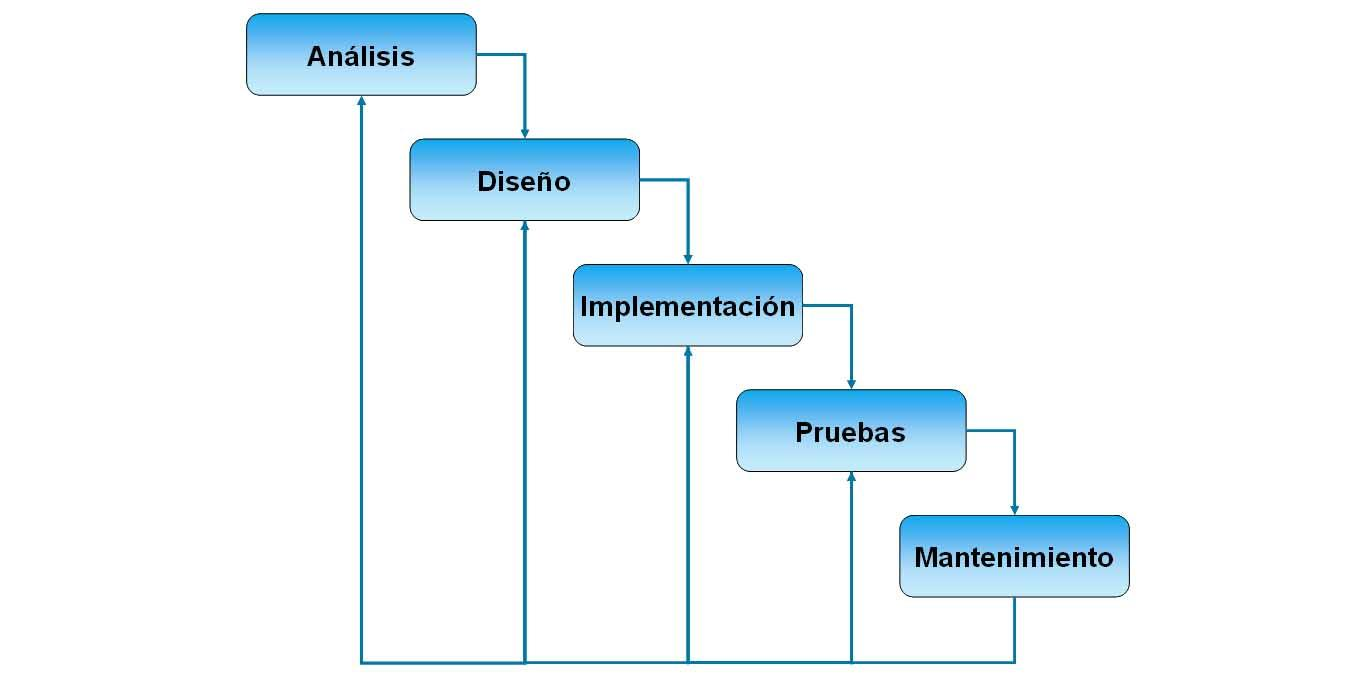 Análisis
Diseño
Implementación
Pruebas
Mantenimiento